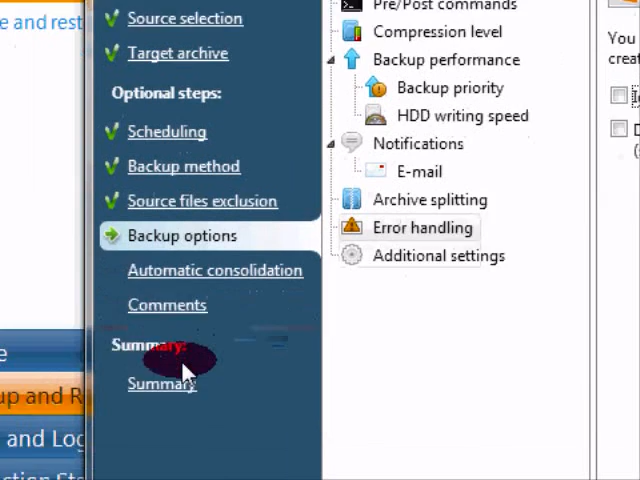 e and rest
Source selection
Target archive
Optional steps:
Scheduling
Backup method
Source files exclusion
Backup options
Automatic consolidation
Comments
Summary:
Summary
e
up and R
and Log
ction Sta
Pre/Post commands
Compression level
Backup performance
Backup priority
HDD writing speed
Notifications
E-mail
Archive splitting
Error handling
Additional settings
You
creat
D
(